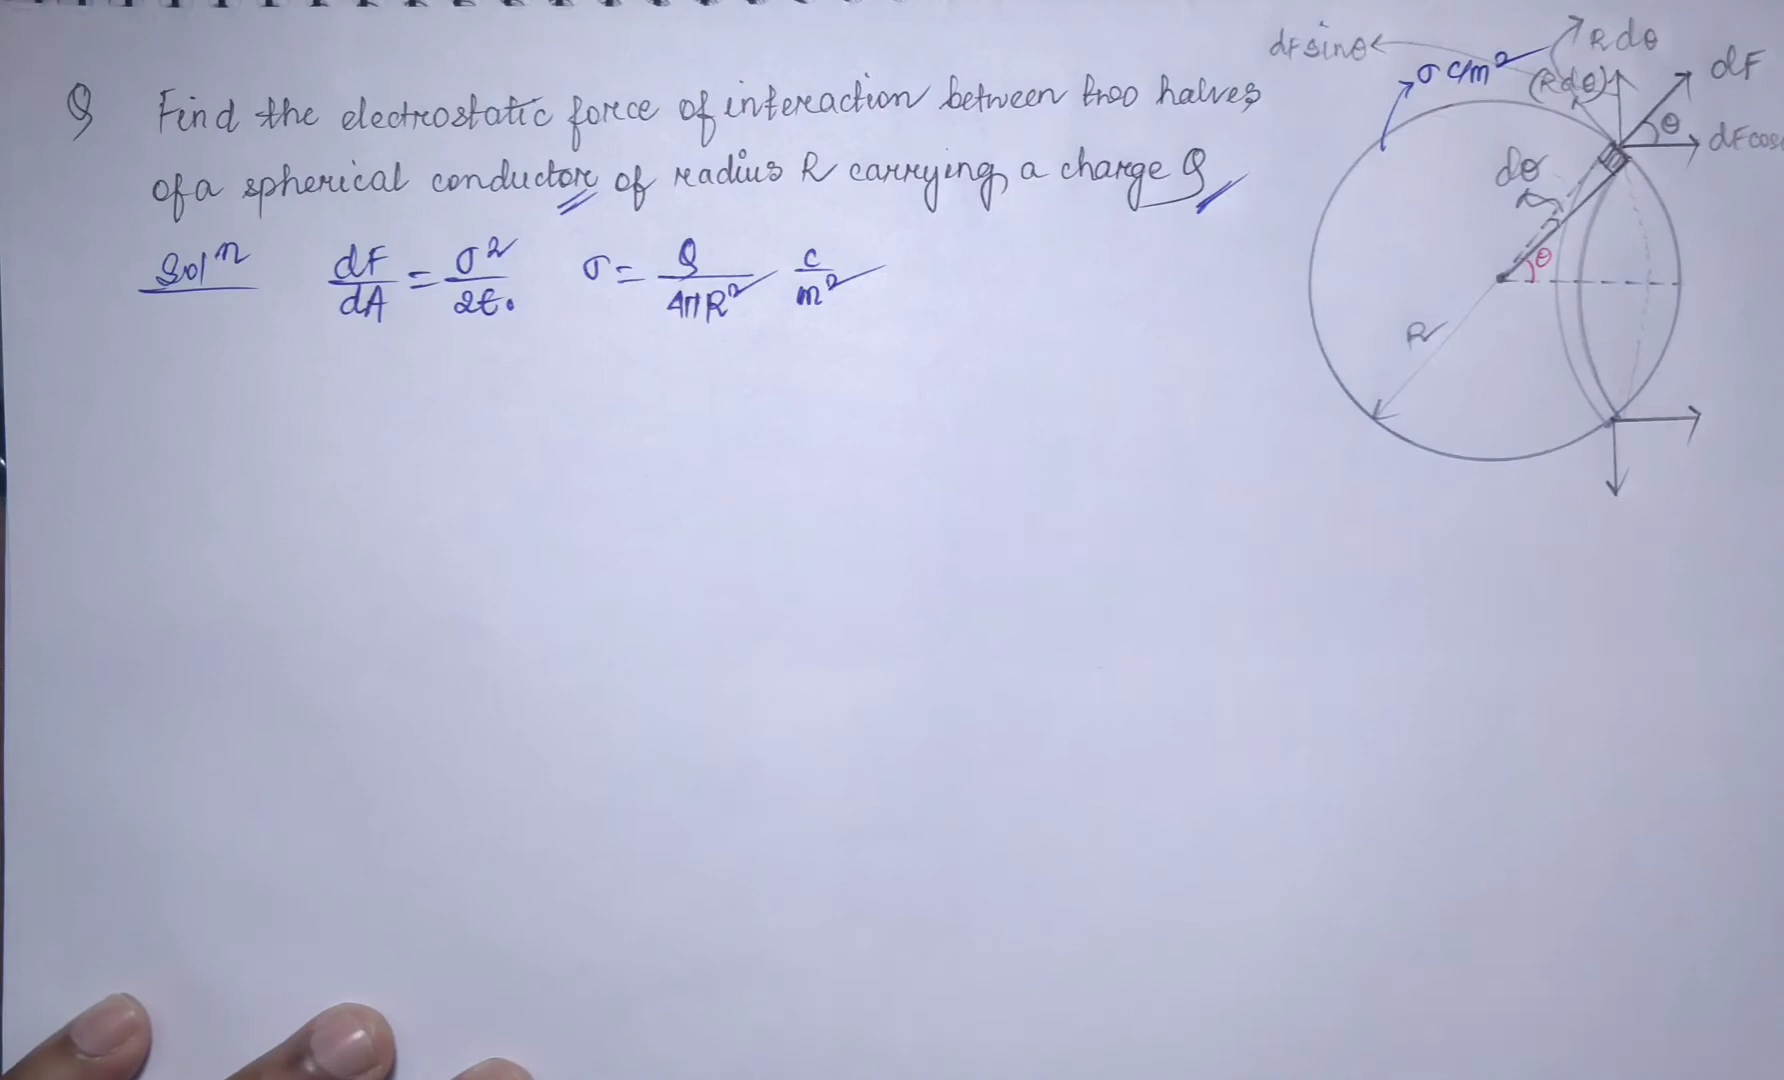 Q Find the electrostatic force of interaction between two halves
of a spherical conductor of radius R carrying a charge Q
Solⁿ dF/dA = σ²/2ε₀ σ = Q/4πR² C/m²
dF sinθ
σ C/m²
R dθ
(R dθ)
dF
θ
dF cos
dθ
θ
R